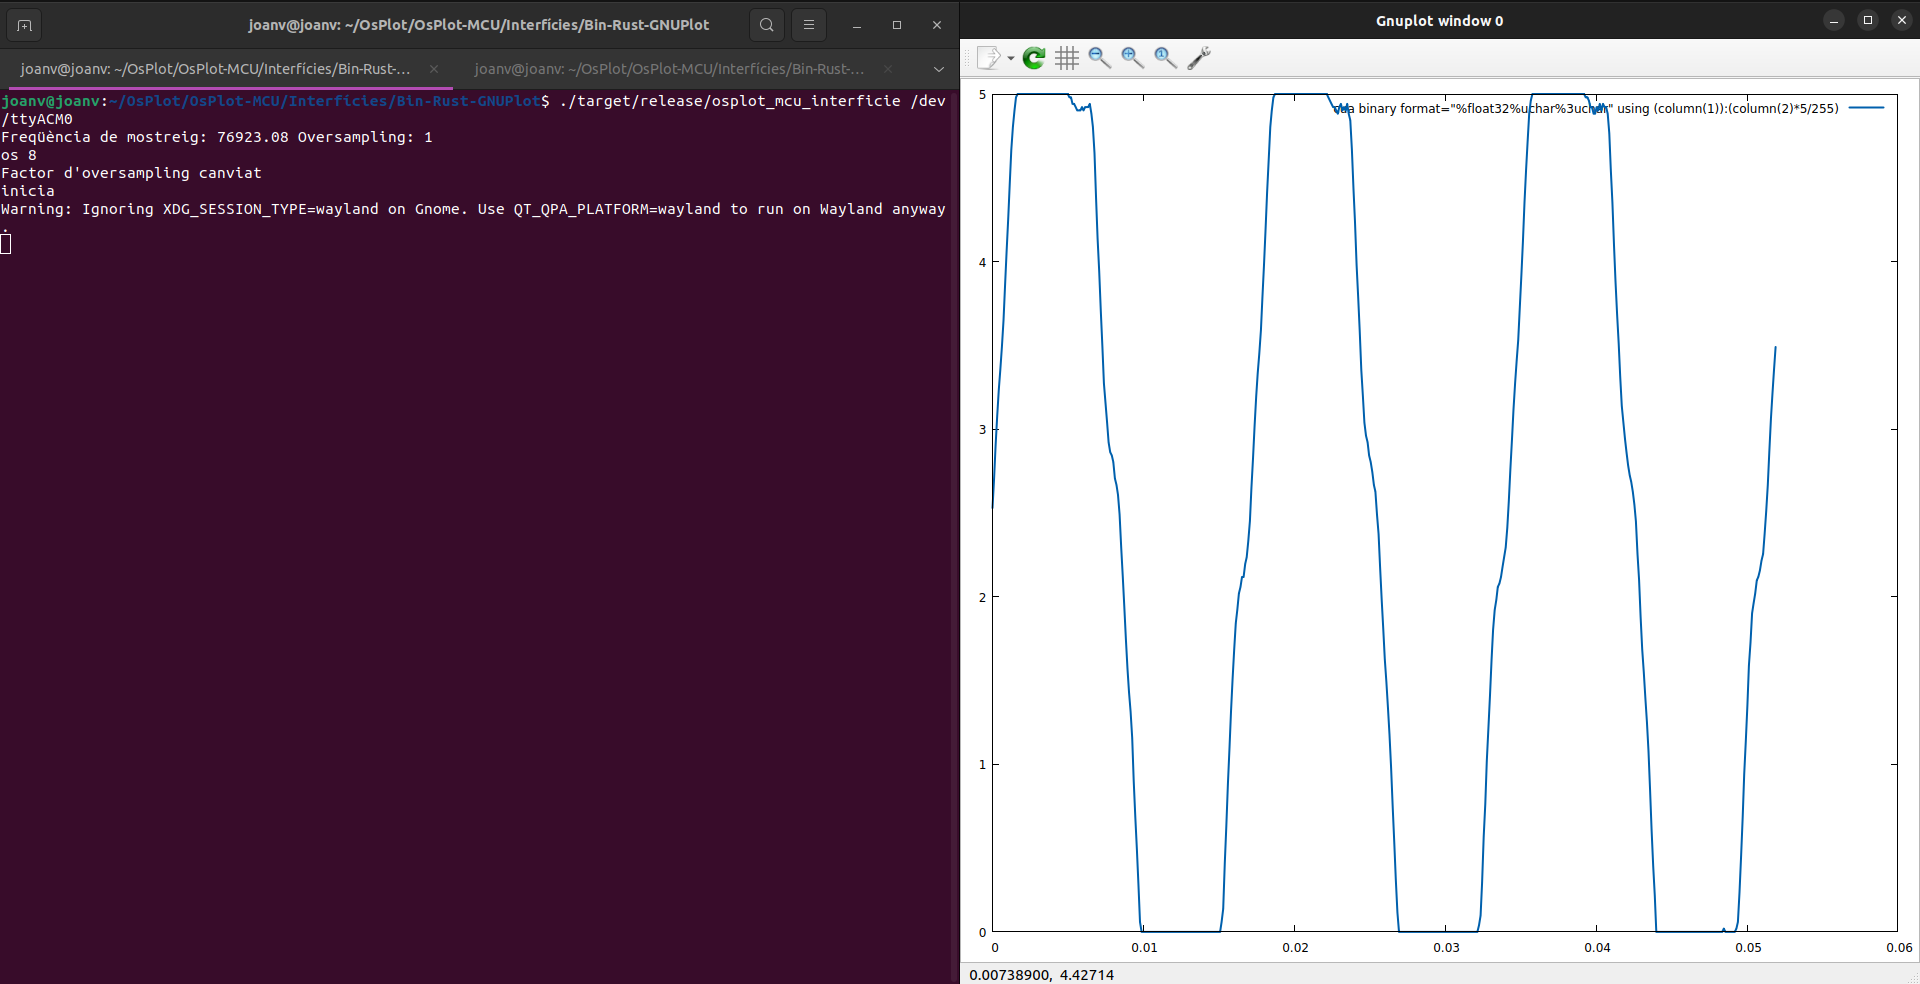 joanv@joanv: ~/OsPlot/OsPlot-MCU/Interfícies/Bin-Rust-GNUPlot
joanv@joanv: ~/OsPlot/OsPlot-MCU/Interfícies/Bin-Rust-...
joanv@joanv: ~/OsPlot/OsPlot-MCU/Interfícies/Bin-Rust-...
joanv@joanv:~/OsPlot/OsPlot-MCU/Interfícies/Bin-Rust-GNUPlot$ ./target/release/osplot_mcu_interficie /dev
/ttyACM0
Freqüència de mostreig: 76923.08 Oversampling: 1
os 8
Factor d'oversampling canviat
inicia
Warning: Ignoring XDG_SESSION_TYPE=wayland on Gnome. Use QT_QPA_PLATFORM=wayland to run on Wayland anyway
.
Gnuplot window 0
binary format="%float32%uchar%3uchar" using (column(1)):(column(2)*5/255)
5
4
3
2
1
0
0 0.01 0.02 0.03 0.04 0.05 0.06
0.00738900, 4.42714